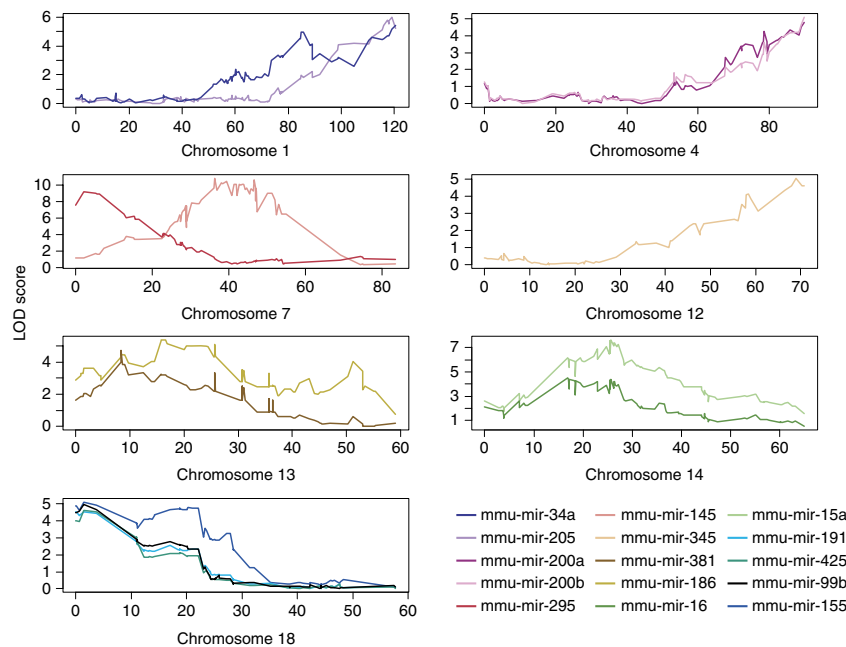 LOD score
6
5
4
3
2
1
0
0 20 40 60 80 100 120
Chromosome 1
5
4
3
2
1
0
0 20 40 60 80
Chromosome 4
10
8
6
4
2
0
0 20 40 60 80
Chromosome 7
5
4
3
2
1
0
0 10 20 30 40 50 60 70
Chromosome 12
4
2
0
0 10 20 30 40 50 60
Chromosome 13
7
5
3
1
0 10 20 30 40 50 60
Chromosome 14
5
4
3
2
1
0
0 10 20 30 40 50
Chromosome 18
mmu-mir-34a
mmu-mir-205
mmu-mir-200a
mmu-mir-200b
mmu-mir-295
mmu-mir-145
mmu-mir-345
mmu-mir-381
mmu-mir-186
mmu-mir-16
mmu-mir-15a
mmu-mir-191
mmu-mir-425
mmu-mir-99b
mmu-mir-155